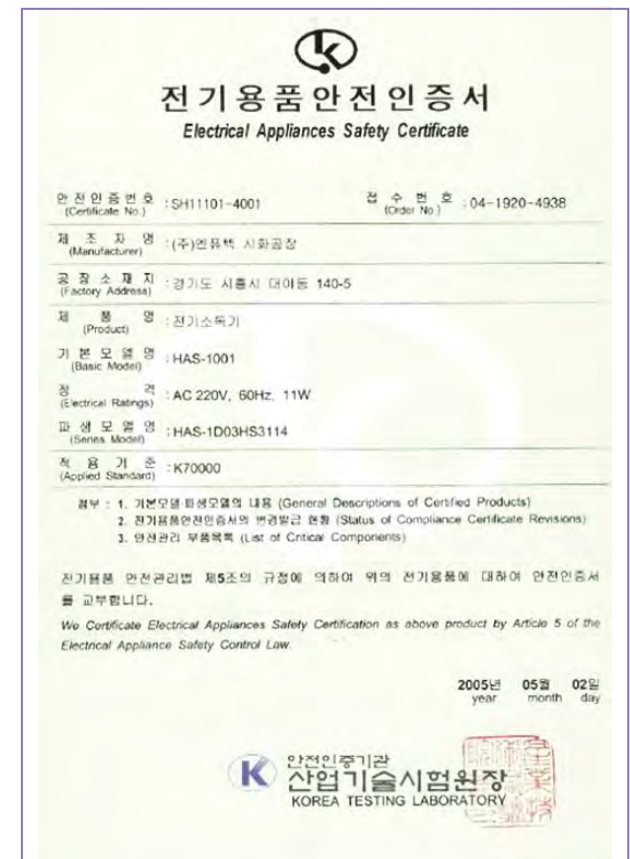 전기용품안전인증서
Electrical Appliances Safety Certificate
안전인증번호 (Certificate No.) : SH11101-4001 접수번호 (Order No.) : 04-1920-4938
제조자명 (Manufacturer) : (주)엔퓨텍 시화공장
공장소재지 (Factory Address) : 경기도 시흥시 대야동 140-5
제품명 (Product) : 전기소독기
기본모델명 (Basic Model) : HAS-1001
정격 (Electrical Ratings) : AC 220V, 60Hz, 11W
파생모델명 (Series Model) : HAS-1D03HS3114
적용기준 (Applied Standard) : K70000
첨부 : 1. 기본모델·파생모델의 내용 (General Descriptions of Certified Products)
2. 전기용품안전인증서의 변경발급 현황 (Status of Compliance Certificate Revisions)
3. 안전관리 부품목록 (List of Critical Components)
전기용품 안전관리법 제5조의 규정에 의하여 위의 전기용품에 대하여 안전인증서
를 교부합니다.
We Certificate Electrical Appliances Safety Certification as above product by Article 5 of the
Electrical Appliance Safety Control Law.
2005년 05월 02일
year month day
안전인증기관
산업기술시험원장
KOREA TESTING LABORATORY